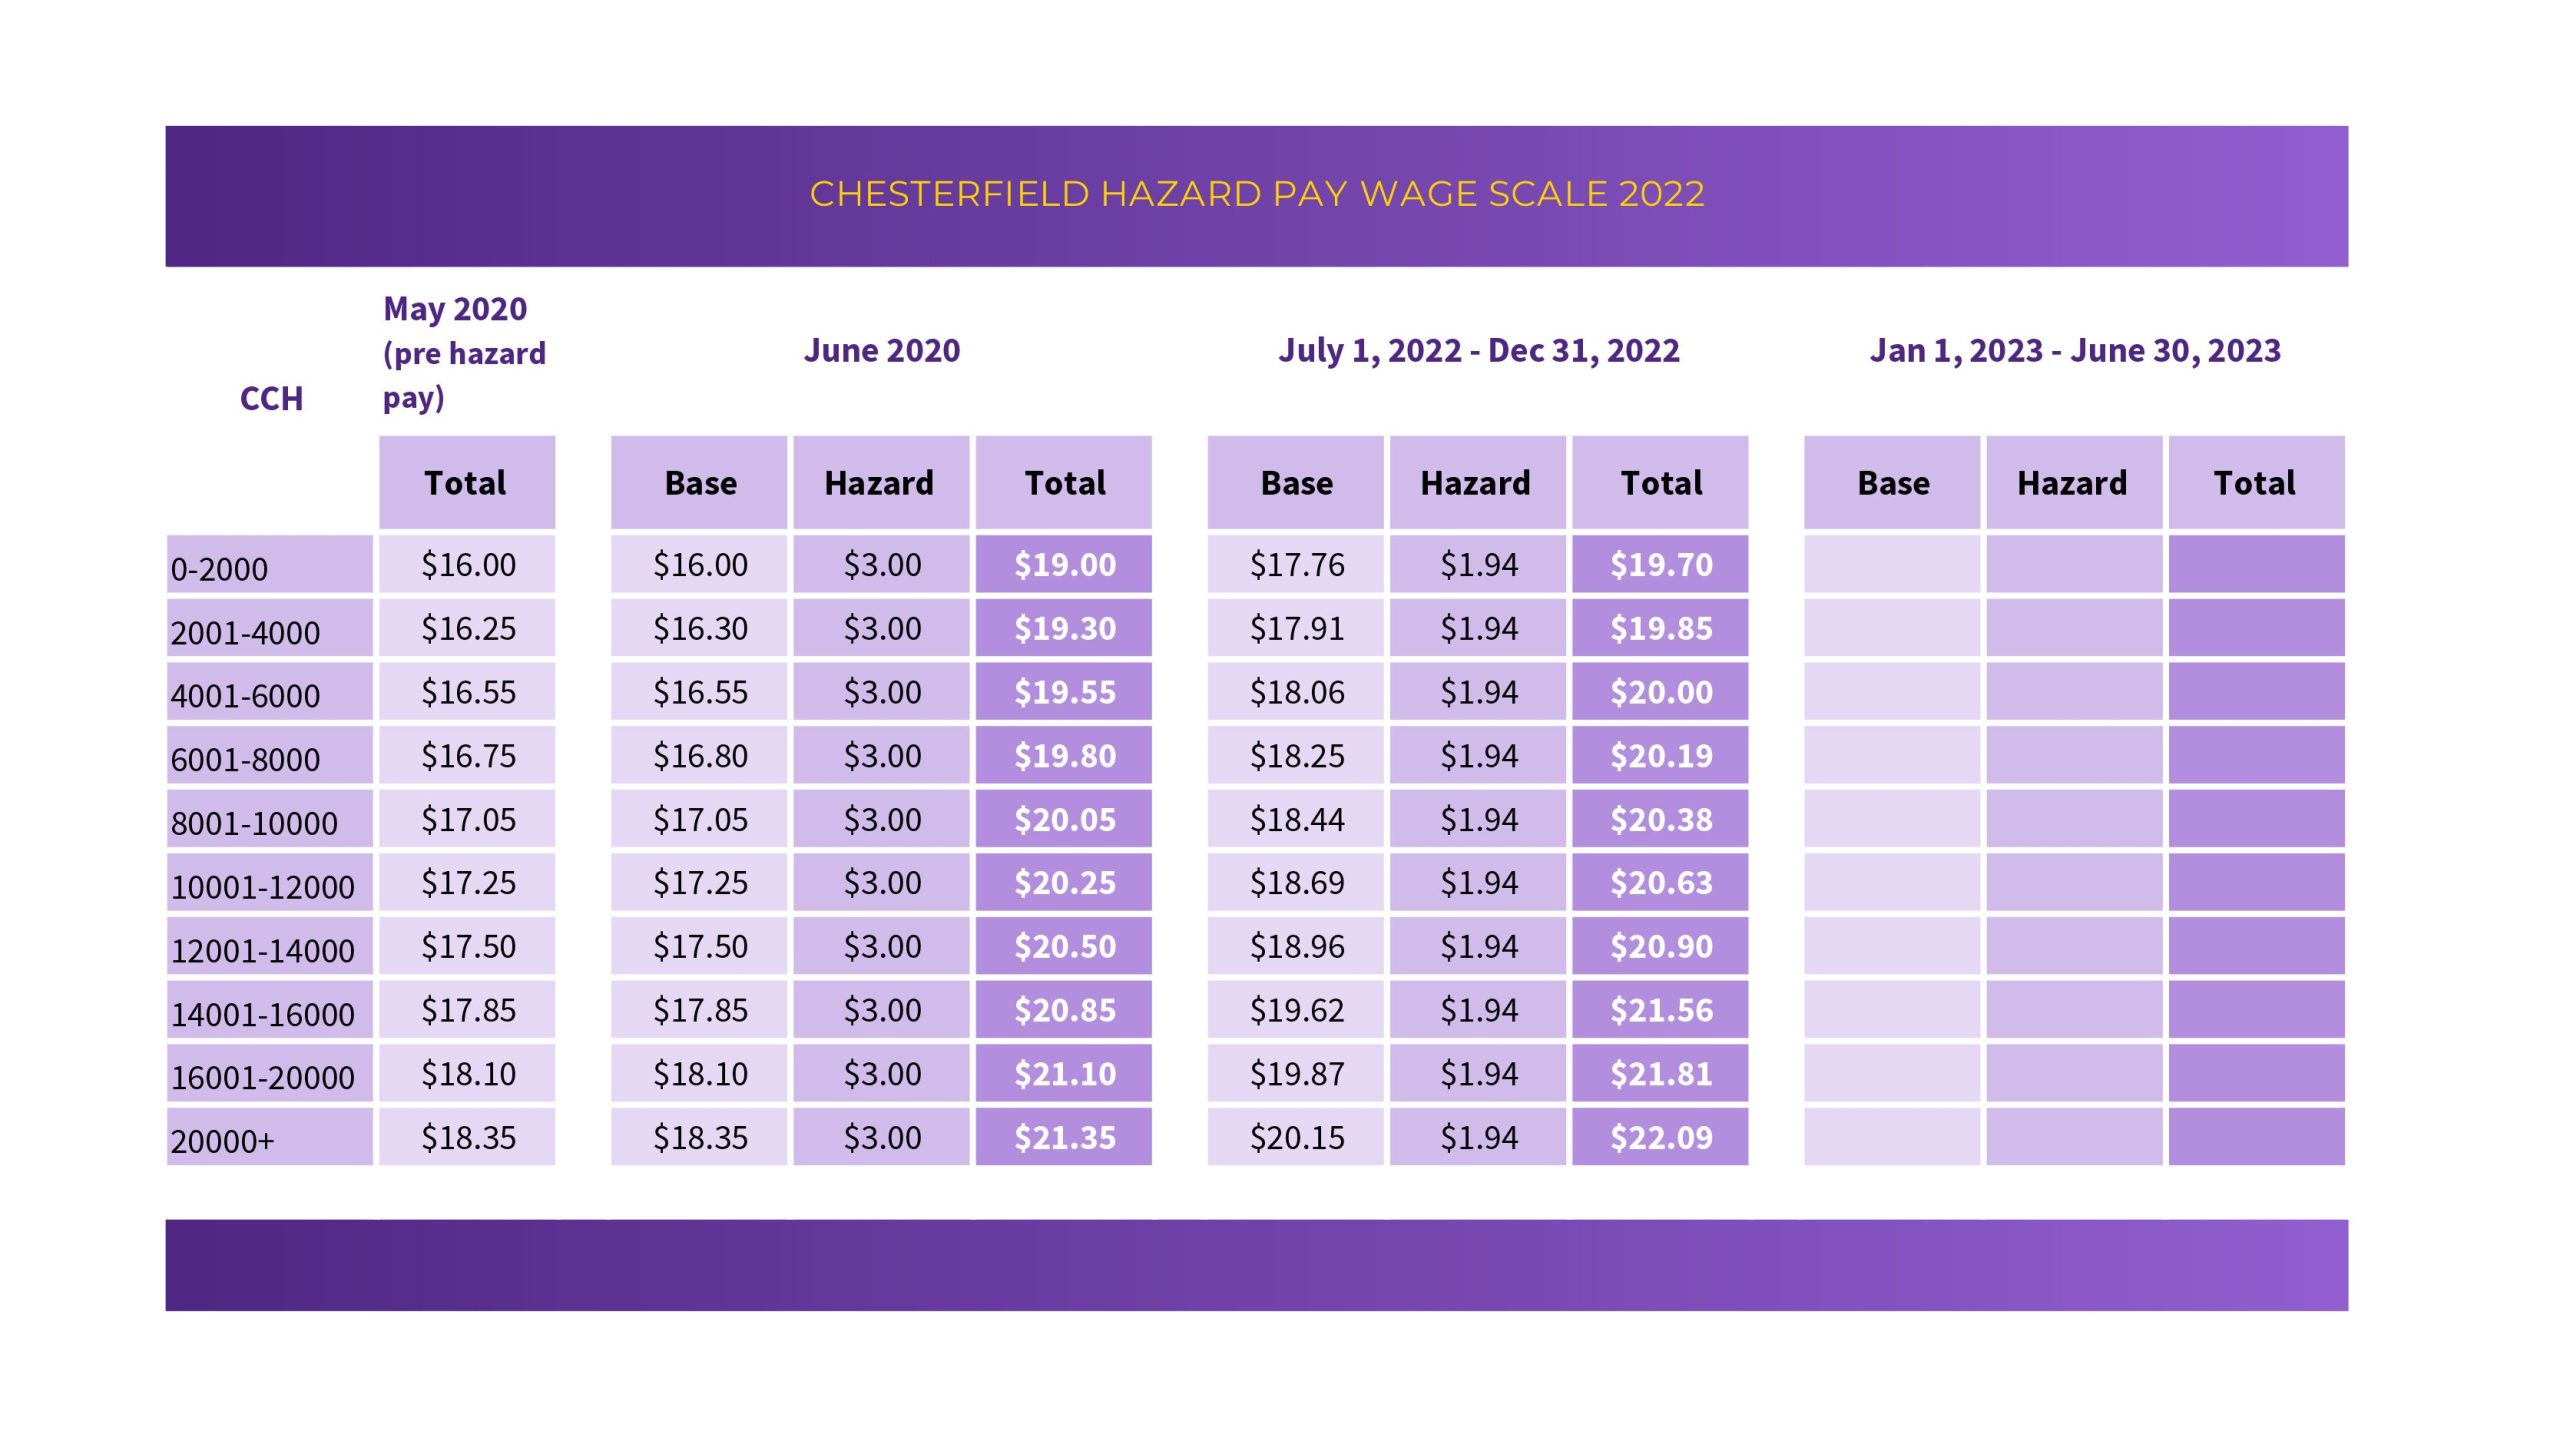 CHESTERFIELD HAZARD PAY WAGE SCALE 2022
CCH
May 2020
(pre hazard
pay)
June 2020
July 1, 2022 - Dec 31, 2022
Jan 1, 2023 - June 30, 2023
Total Base Hazard Total Base Hazard Total Base Hazard Total
0-2000 $16.00 $16.00 $3.00 $19.00 $17.76 $1.94 $19.70
2001-4000 $16.25 $16.30 $3.00 $19.30 $17.91 $1.94 $19.85
4001-6000 $16.55 $16.55 $3.00 $19.55 $18.06 $1.94 $20.00
6001-8000 $16.75 $16.80 $3.00 $19.80 $18.25 $1.94 $20.19
8001-10000 $17.05 $17.05 $3.00 $20.05 $18.44 $1.94 $20.38
10001-12000 $17.25 $17.25 $3.00 $20.25 $18.69 $1.94 $20.63
12001-14000 $17.50 $17.50 $3.00 $20.50 $18.96 $1.94 $20.90
14001-16000 $17.85 $17.85 $3.00 $20.85 $19.62 $1.94 $21.56
16001-20000 $18.10 $18.10 $3.00 $21.10 $19.87 $1.94 $21.81
20000+ $18.35 $18.35 $3.00 $21.35 $20.15 $1.94 $22.09